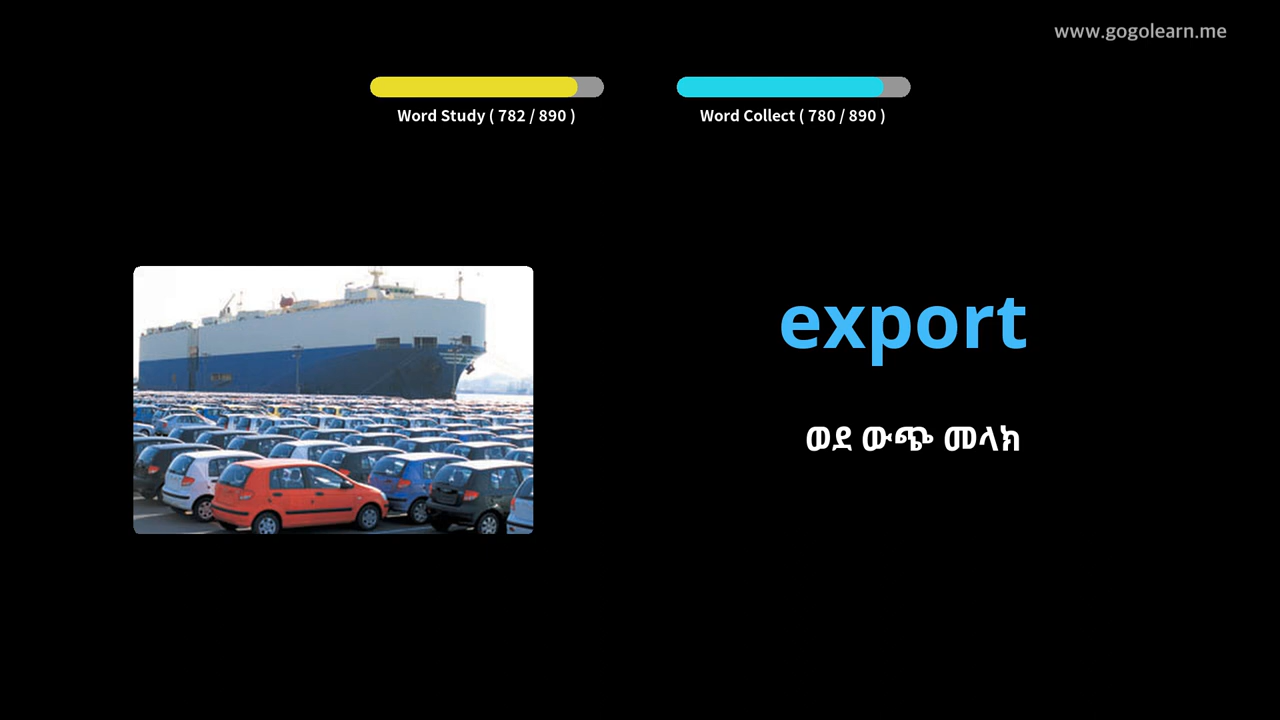 www.gogolearn.me
Word Study ( 782 / 890 )
Word Collect ( 780 / 890 )
export
ወደ ውጭ መላክ